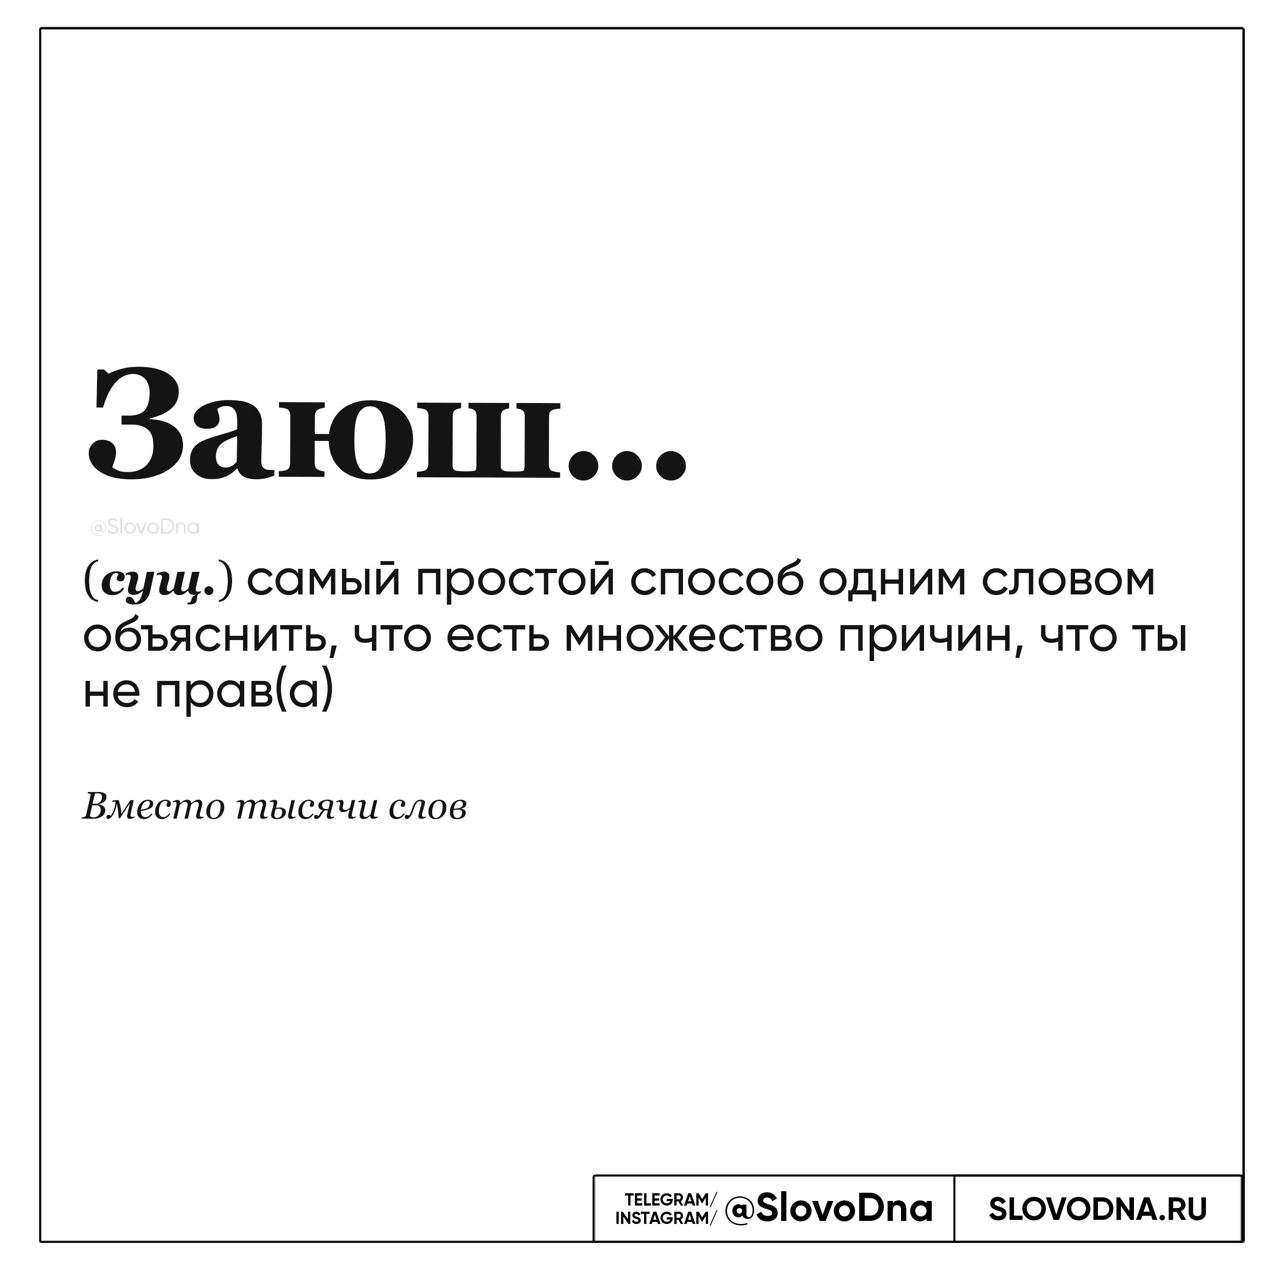 Заюш...
@SlovoDna
(сущ.) самый простой способ одним словом
объяснить, что есть множество причин, что ты
не прав(а)
Вместо тысячи слов
TELEGRAM/
INSTAGRAM/
@SlovoDna
SLOVODNA.RU